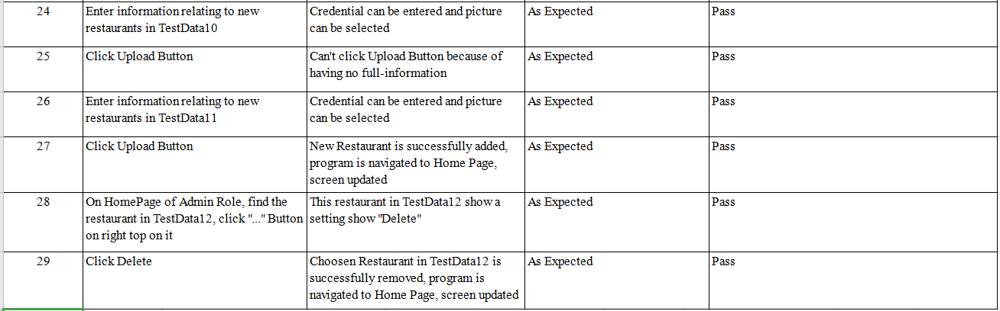 24 Enter information relating to new Credential can be entered and picture As Expected Pass
restaurants in TestData10 can be selected
25 Click Upload Button Can't click Upload Button because of As Expected Pass
having no full-information
26 Enter information relating to new Credential can be entered and picture As Expected Pass
restaurants in TestData11 can be selected
27 Click Upload Button New Restaurant is successfully added, As Expected Pass
program is navigated to Home Page,
screen updated
28 On HomePage of Admin Role, find the This restaurant in TestData12 show a As Expected Pass
restaurant in TestData12, click "..." Button setting show "Delete"
on right top on it
29 Click Delete Choosen Restaurant in TestData12 is As Expected Pass
successfully removed, program is
navigated to Home Page, screen updated